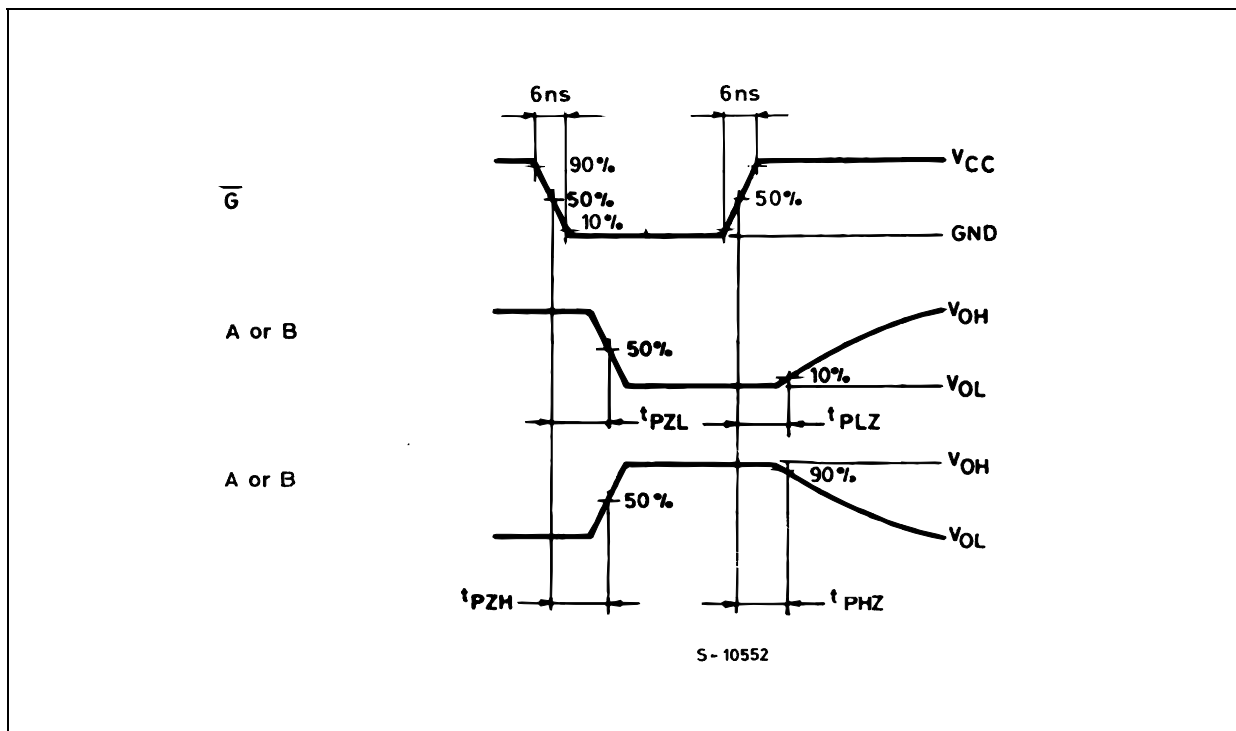 6ns 6ns
90% VCC
G 50% 50%
10% GND
A or B VOH
50%
10% VOL
tPZL tPLZ
VOH
A or B 90%
50%
VOL
tPZH tPHZ
S-10552